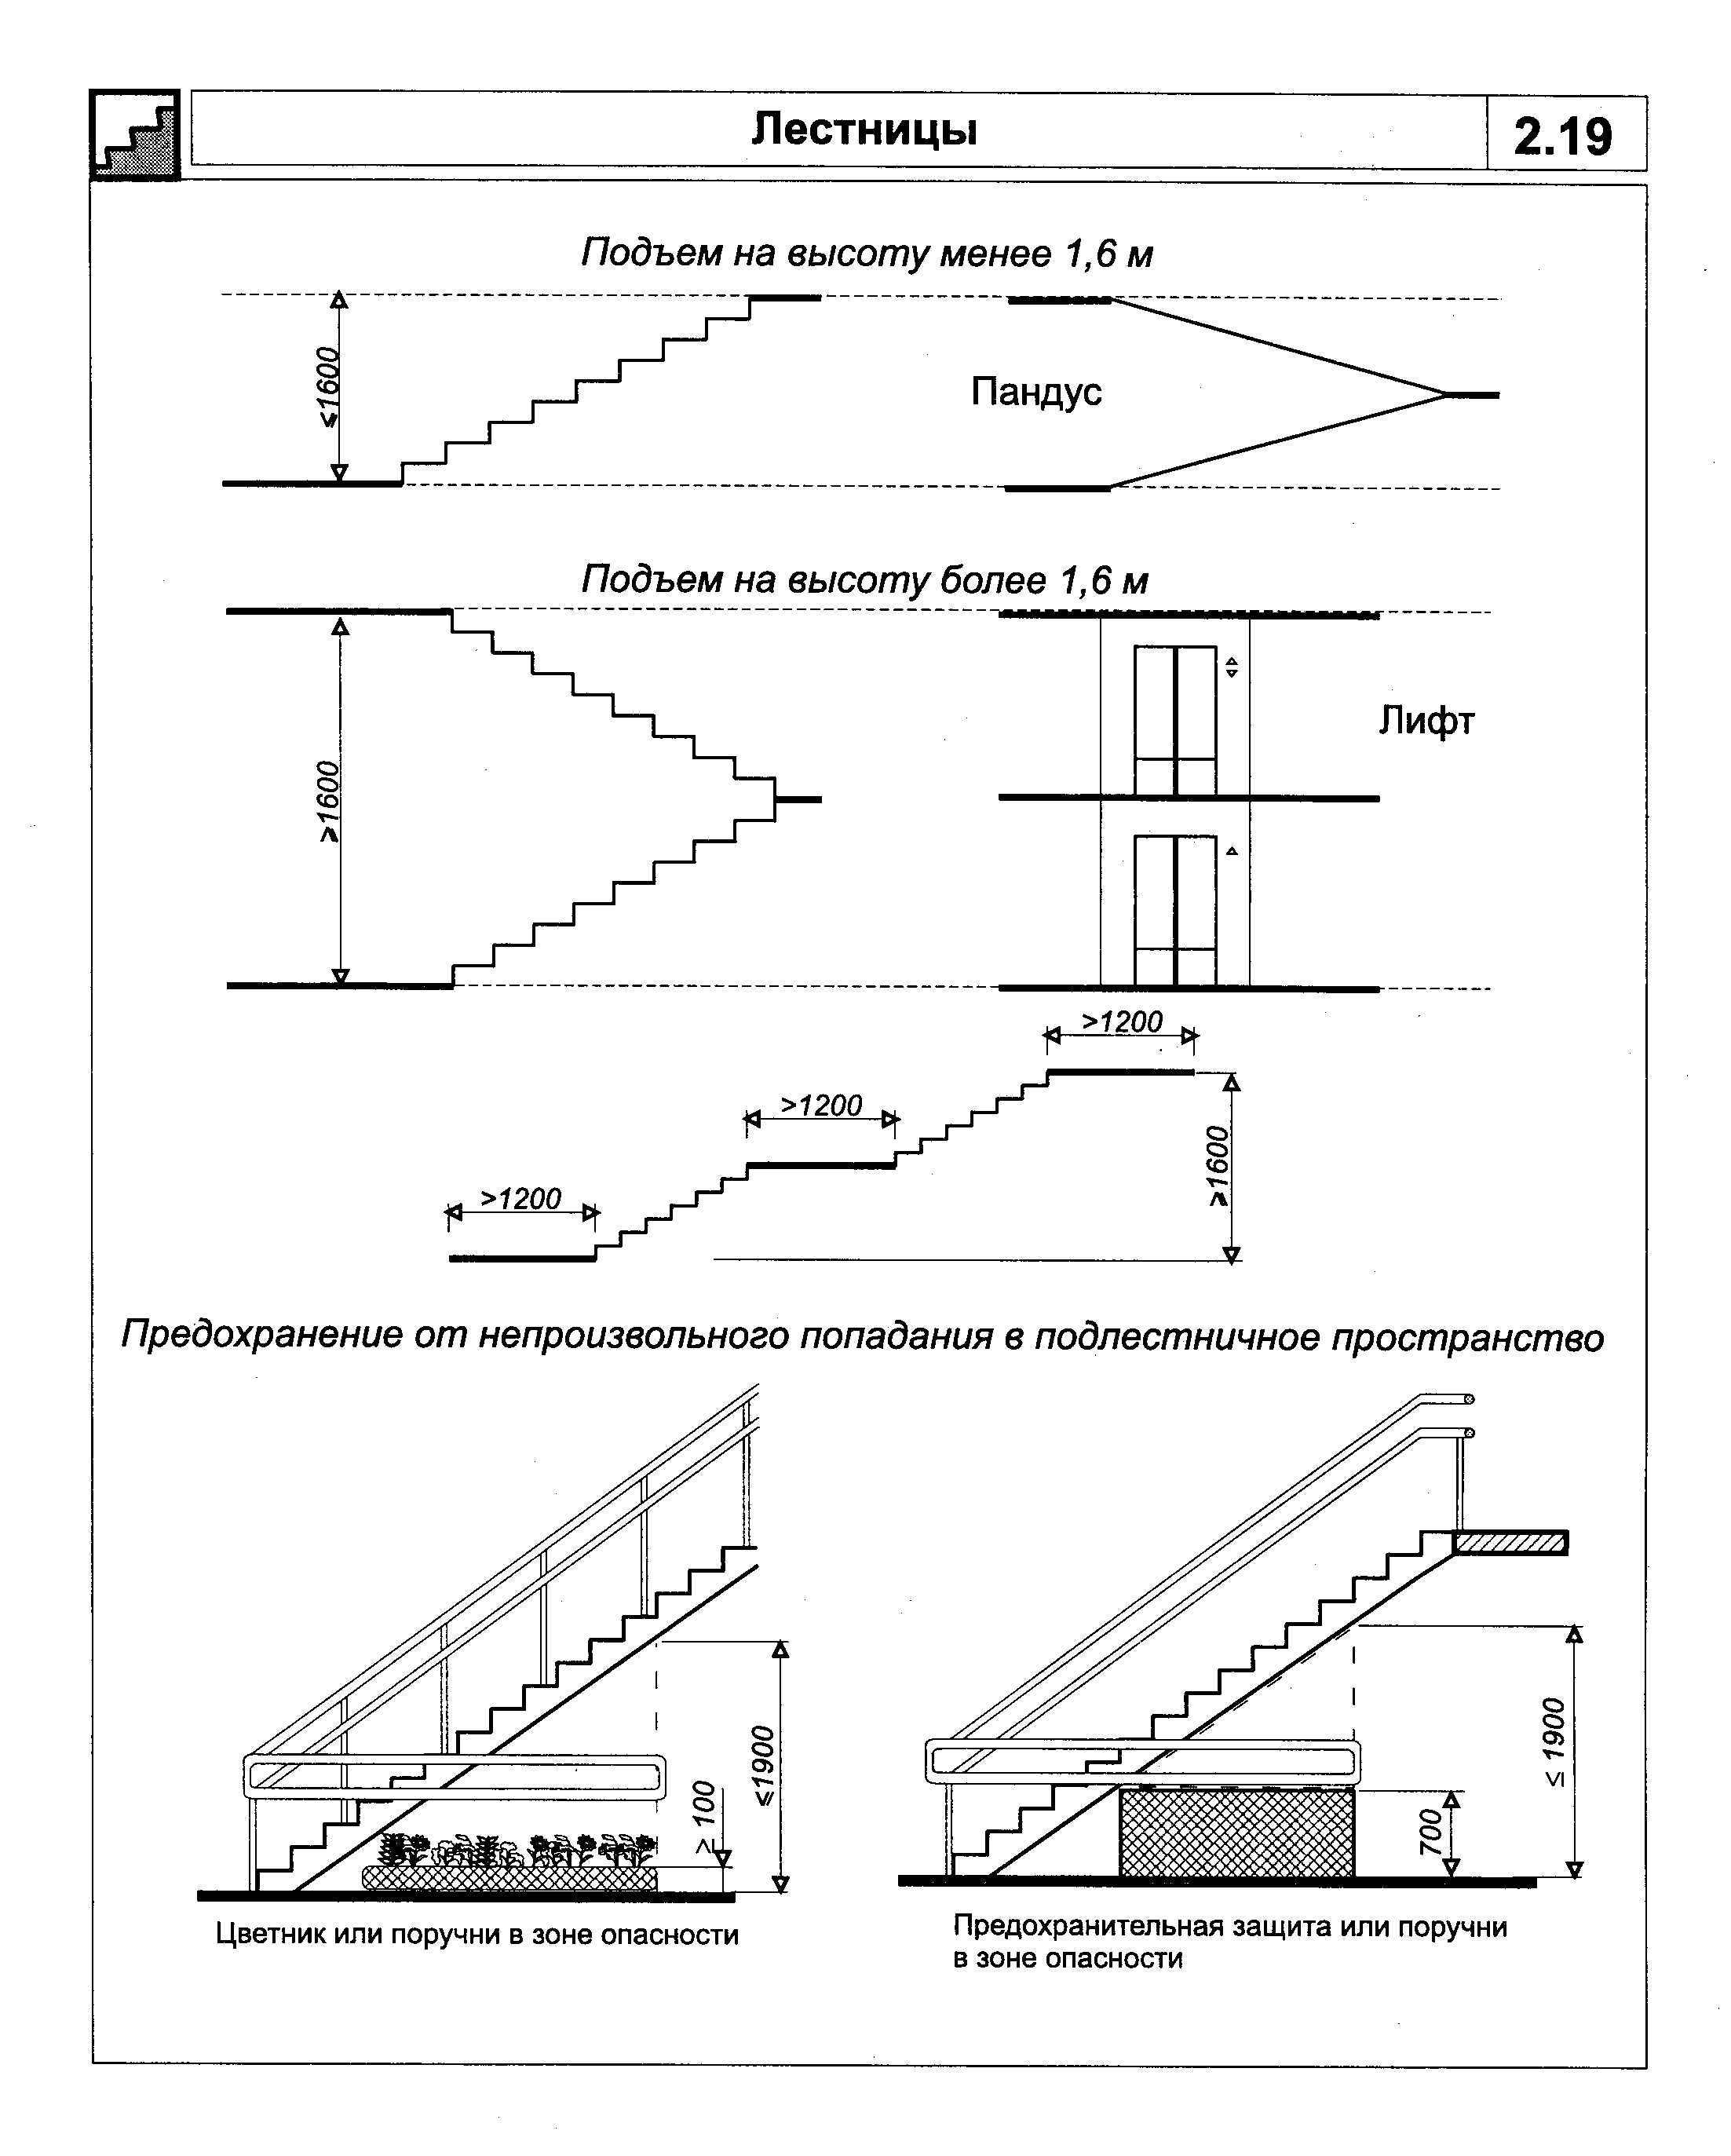 Лестницы
2.19
Подъем на высоту менее 1,6 м
⩽1600
Пандус
Подъем на высоту более 1,6 м
⩾1600
Лифт
>1200
>1200
>1200
⩾1600
Предохранение от непроизвольного попадания в подлестничное пространство
⩽1900
≥ 100
≤ 1900
700
Цветник или поручни в зоне опасности
Предохранительная защита или поручни
в зоне опасности